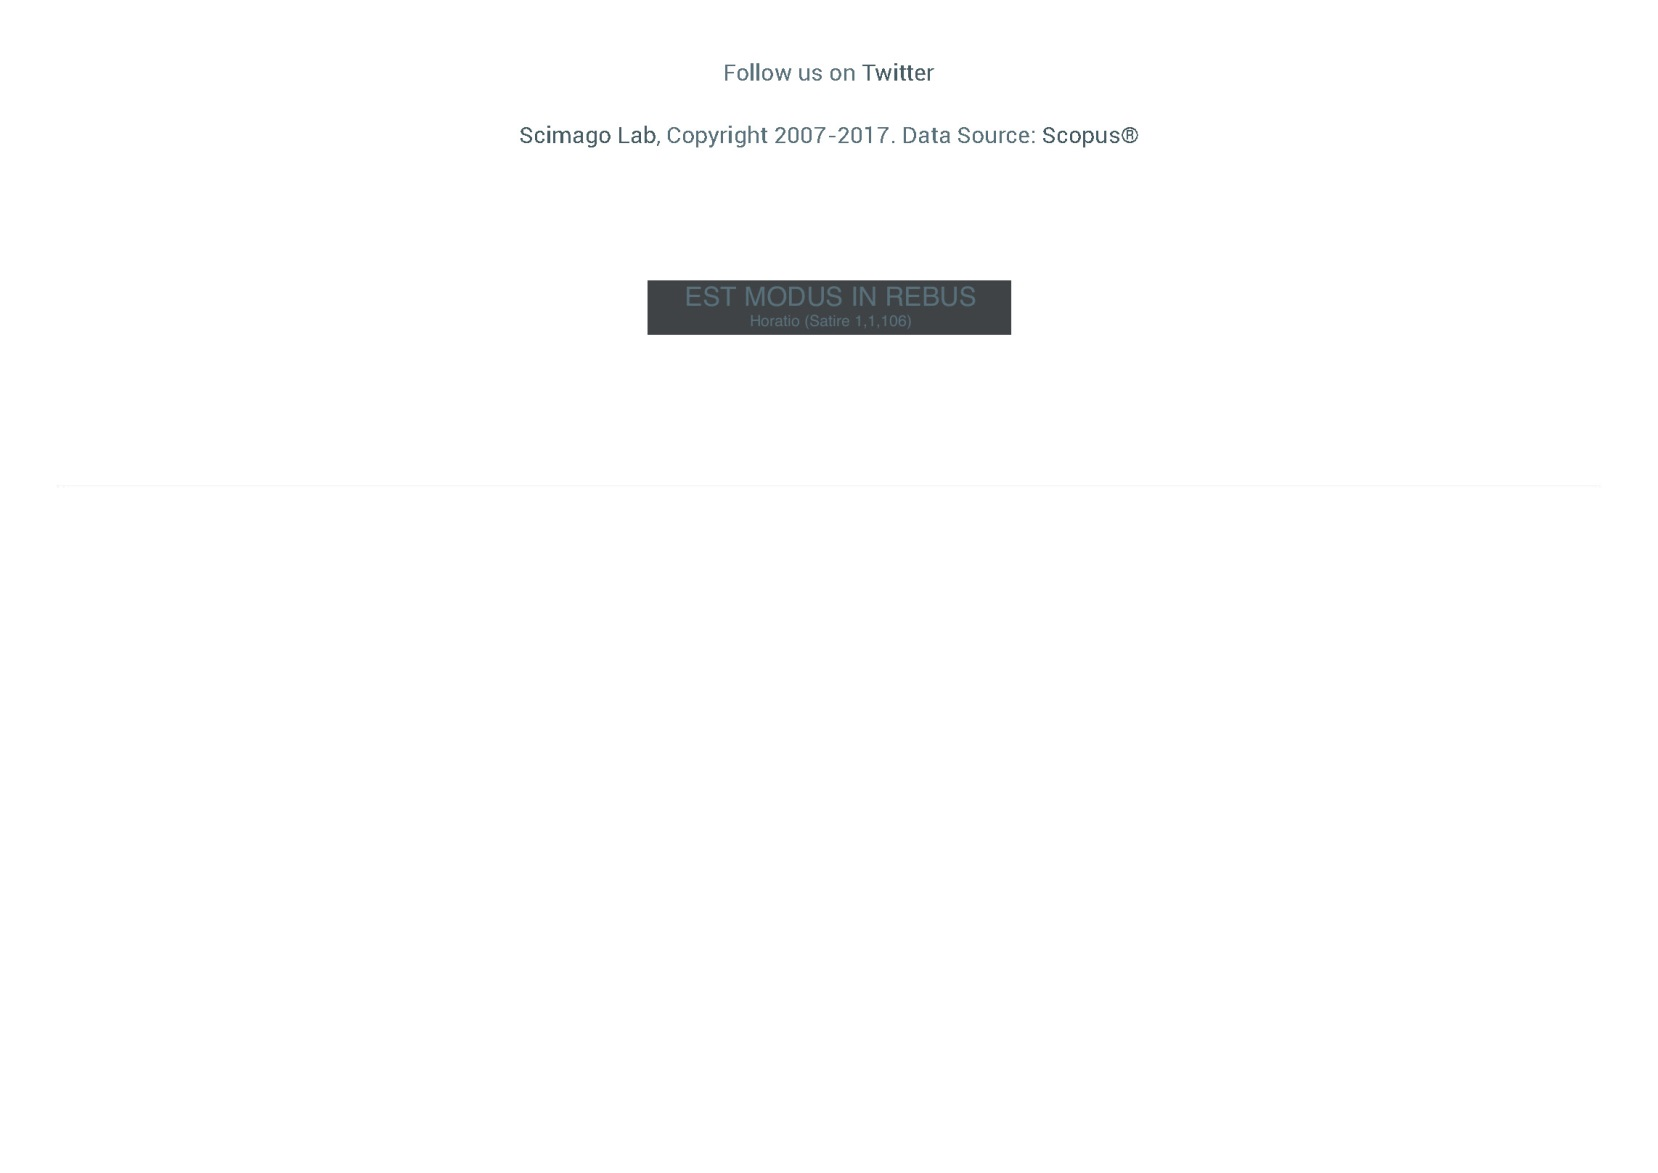 Follow us on Twitter
Scimago Lab, Copyright 2007-2017. Data Source: Scopus®
EST MODUS IN REBUS
Horatio (Satire 1,1,106)